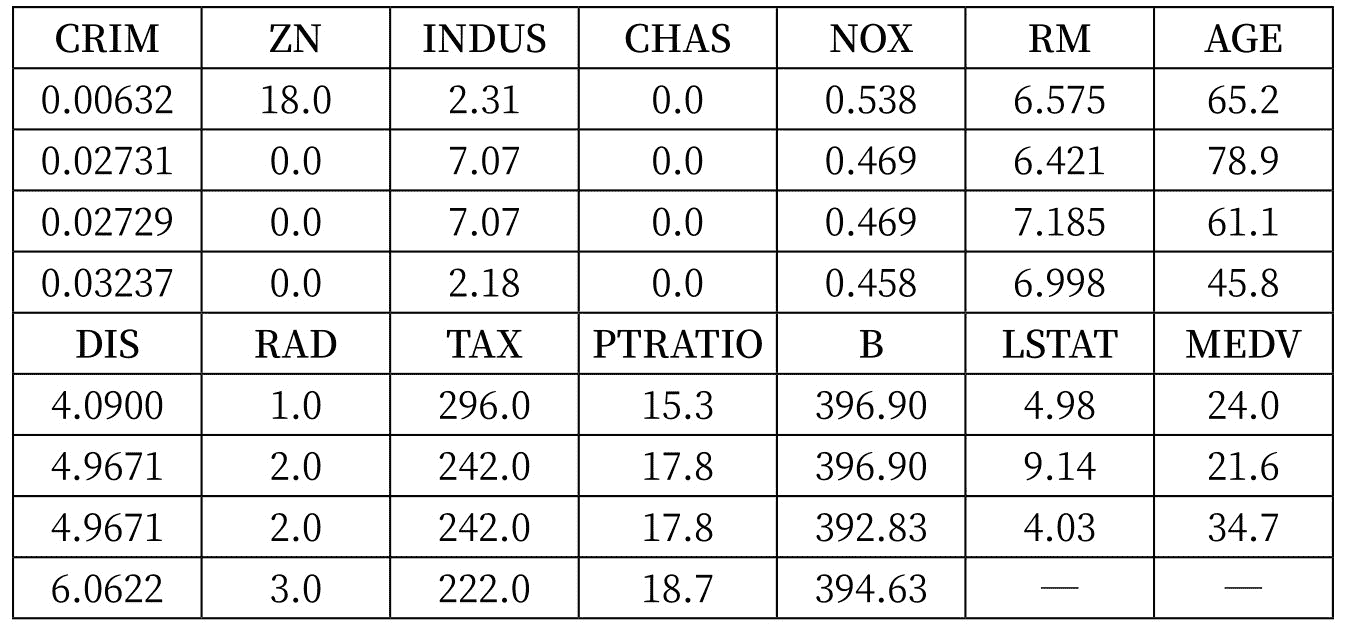 CRIM ZN INDUS CHAS NOX RM AGE
0.00632 18.0 2.31 0.0 0.538 6.575 65.2
0.02731 0.0 7.07 0.0 0.469 6.421 78.9
0.02729 0.0 7.07 0.0 0.469 7.185 61.1
0.03237 0.0 2.18 0.0 0.458 6.998 45.8
DIS RAD TAX PTRATIO B LSTAT MEDV
4.0900 1.0 296.0 15.3 396.90 4.98 24.0
4.9671 2.0 242.0 17.8 396.90 9.14 21.6
4.9671 2.0 242.0 17.8 392.83 4.03 34.7
6.0622 3.0 222.0 18.7 394.63 — —